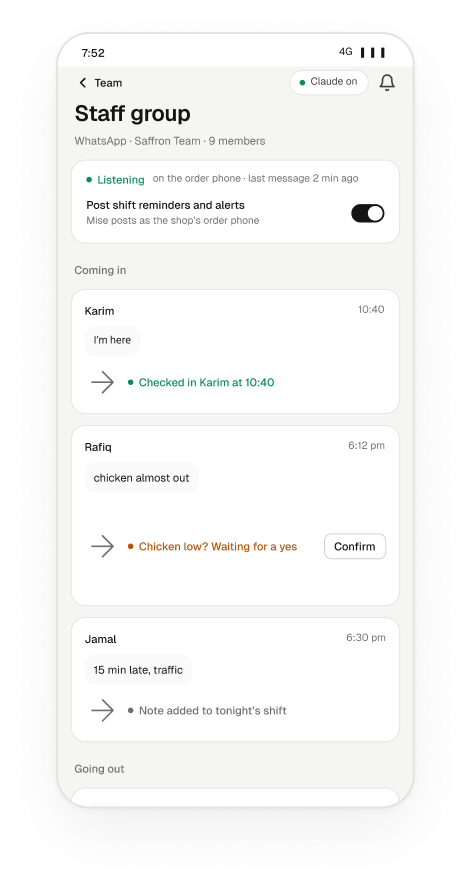 7:52
4G
Team
Claude on
Staff group
WhatsApp · Saffron Team · 9 members
Listening on the order phone · last message 2 min ago
Post shift reminders and alerts
Mise posts as the shop's order phone
Coming in
Karim 10:40
I'm here
Checked in Karim at 10:40
Rafiq 6:12 pm
chicken almost out
Chicken low? Waiting for a yes
Confirm
Jamal 6:30 pm
15 min late, traffic
Note added to tonight's shift
Going out